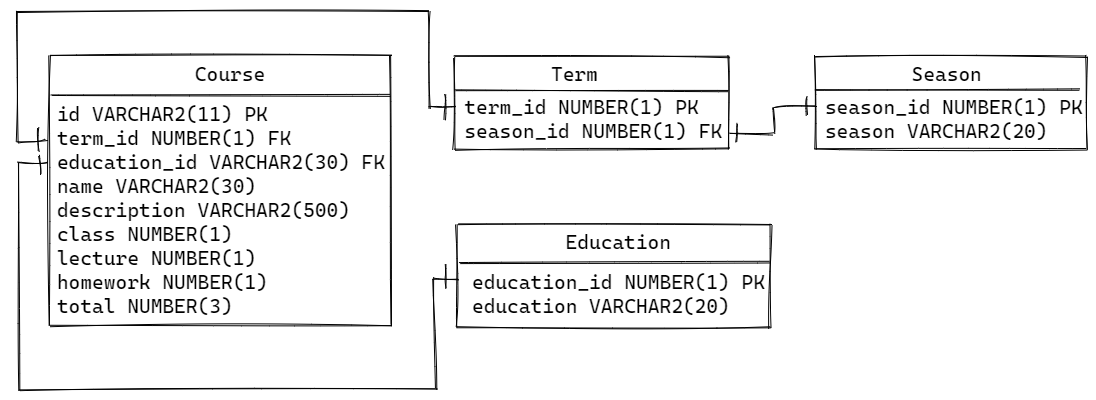 Course
id VARCHAR2(11) PK
term_id NUMBER(1) FK
education_id VARCHAR2(30) FK
name VARCHAR2(30)
description VARCHAR2(500)
class NUMBER(1)
lecture NUMBER(1)
homework NUMBER(1)
total NUMBER(3)
Term
term_id NUMBER(1) PK
season_id NUMBER(1) FK
Season
season_id NUMBER(1) PK
season VARCHAR2(20)
Education
education_id NUMBER(1) PK
education VARCHAR2(20)